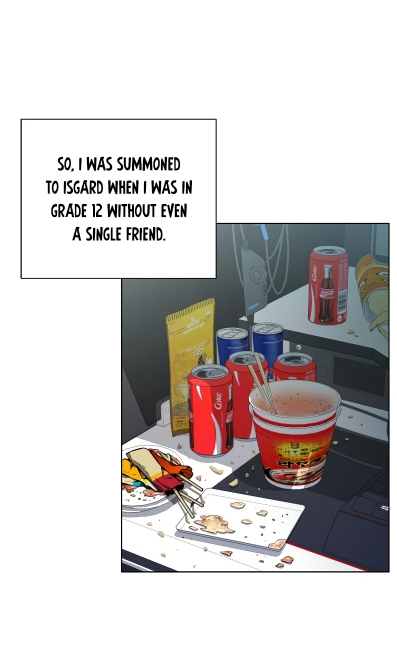 SO, I WAS SUMMONED
TO ISGARD WHEN I WAS IN
GRADE 12 WITHOUT EVEN
A SINGLE FRIEND.
Coke
Coke